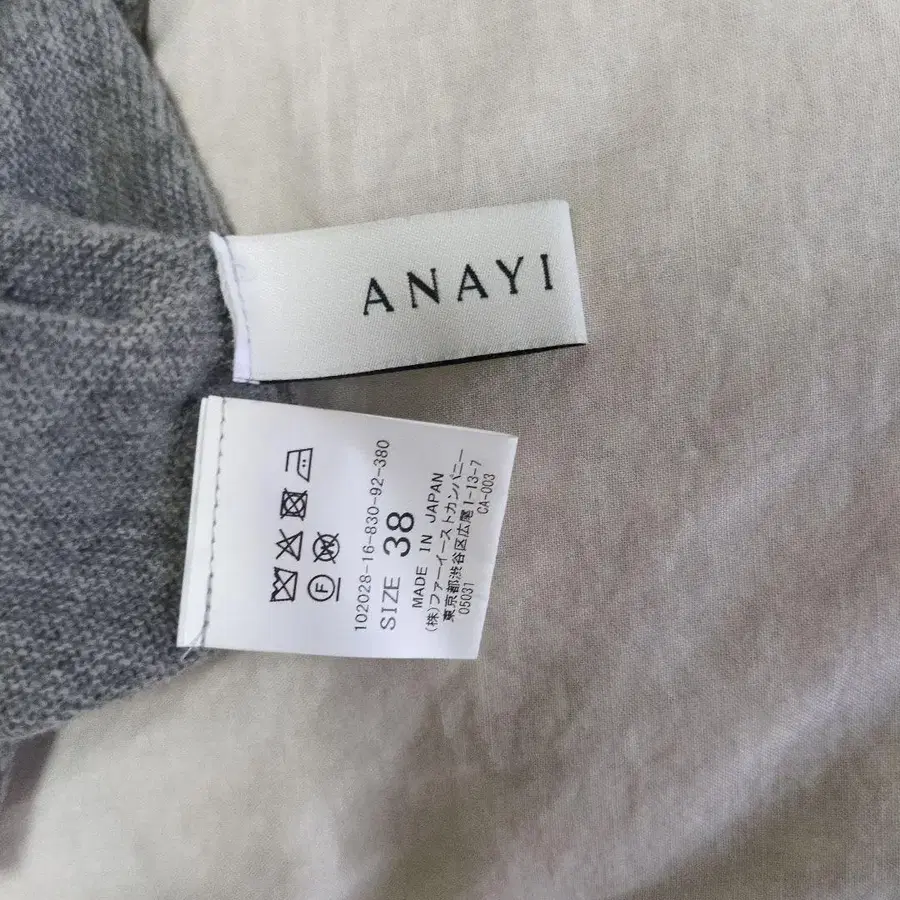 ANAYI
102028-16-830-92-380
SIZE 38
MADE IN JAPAN
(株)ファーイーストカンパニー
東京都渋谷区広尾1-13-7
05031
CA-003